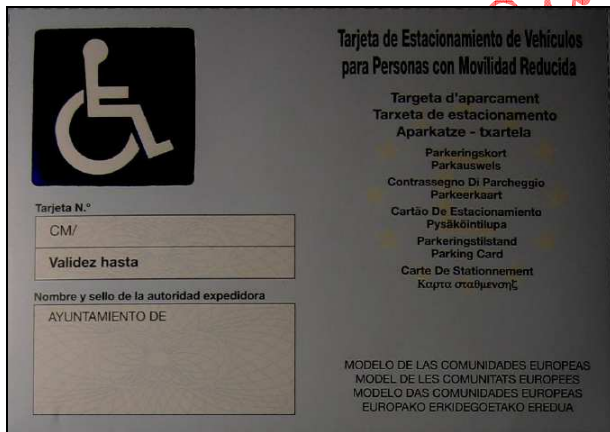 Tarjeta de Estacionamiento de Vehículos
para Personas con Movilidad Reducida
Targeta d'aparcament
Tarxeta de estacionamento
Aparkatze - txartela
Parkeringskort
Parkausweis
Contrassegno Di Parcheggio
Parkeerkaart
Cartão De Estacionamiento
Pysäköintilupa
Parkeringstilstand
Parking Card
Carte De Stationnement
Καρτα σταθμευσηξ
Tarjeta N.º
CM/
Validez hasta
Nombre y sello de la autoridad expedidora
AYUNTAMIENTO DE
MODELO DE LAS COMUNIDADES EUROPEAS
MODEL DE LES COMUNITATS EUROPEES
MODELO DAS COMUNIDADES EUROPEAS
EUROPAKO ERKIDEGOETAKO EREDUA